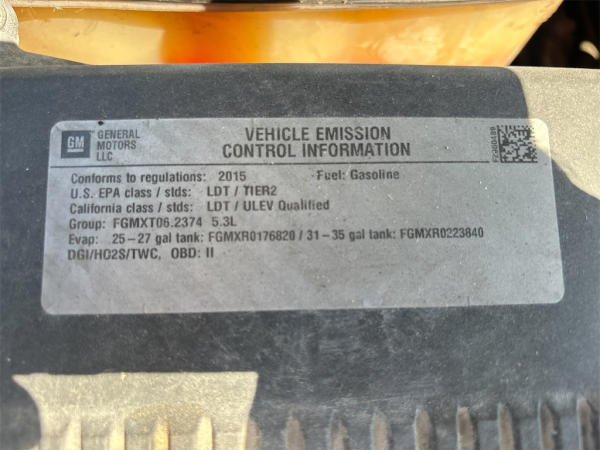 GM
GENERAL
MOTORS
LLC
VEHICLE EMISSION
CONTROL INFORMATION
Conforms to regulations: 2015 Fuel: Gasoline
U.S. EPA class / stds: LDT / TIER2
California class / stds: LDT / ULEV Qualified
Group: FGMXT06.2374 5.3L
Evap: 25-27 gal tank: FGMXR0176820 / 31-35 gal tank: FGMXR0223840
DGI/HO2S/TWC, OBD: II